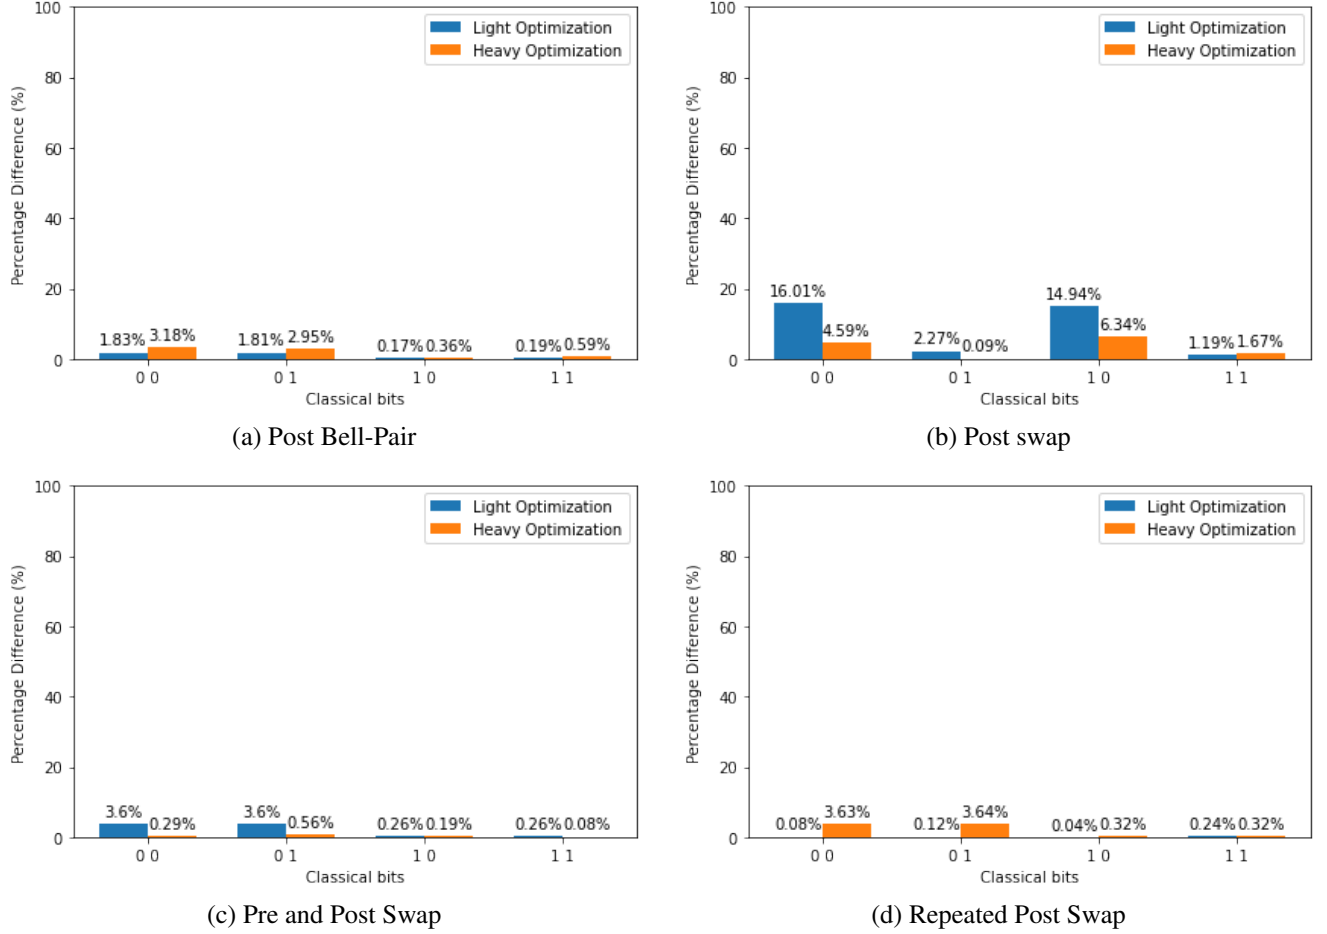 100
80
60
40
20
0
Percentage Difference (%)
Light Optimization
Heavy Optimization
1.83% 3.18% 1.81% 2.95% 0.17% 0.36% 0.19% 0.59%
0 0 0 1 1 0 1 1
Classical bits
(a) Post Bell-Pair
100
80
60
40
20
0
Percentage Difference (%)
Light Optimization
Heavy Optimization
16.01% 4.59% 2.27% 0.09% 14.94% 6.34% 1.19% 1.67%
0 0 0 1 1 0 1 1
Classical bits
(b) Post swap
100
80
60
40
20
0
Percentage Difference (%)
Light Optimization
Heavy Optimization
3.6% 0.29% 3.6% 0.56% 0.26% 0.19% 0.26% 0.08%
0 0 0 1 1 0 1 1
Classical bits
(c) Pre and Post Swap
100
80
60
40
20
0
Percentage Difference (%)
Light Optimization
Heavy Optimization
0.08% 3.63% 0.12% 3.64% 0.04% 0.32% 0.24% 0.32%
0 0 0 1 1 0 1 1
Classical bits
(d) Repeated Post Swap